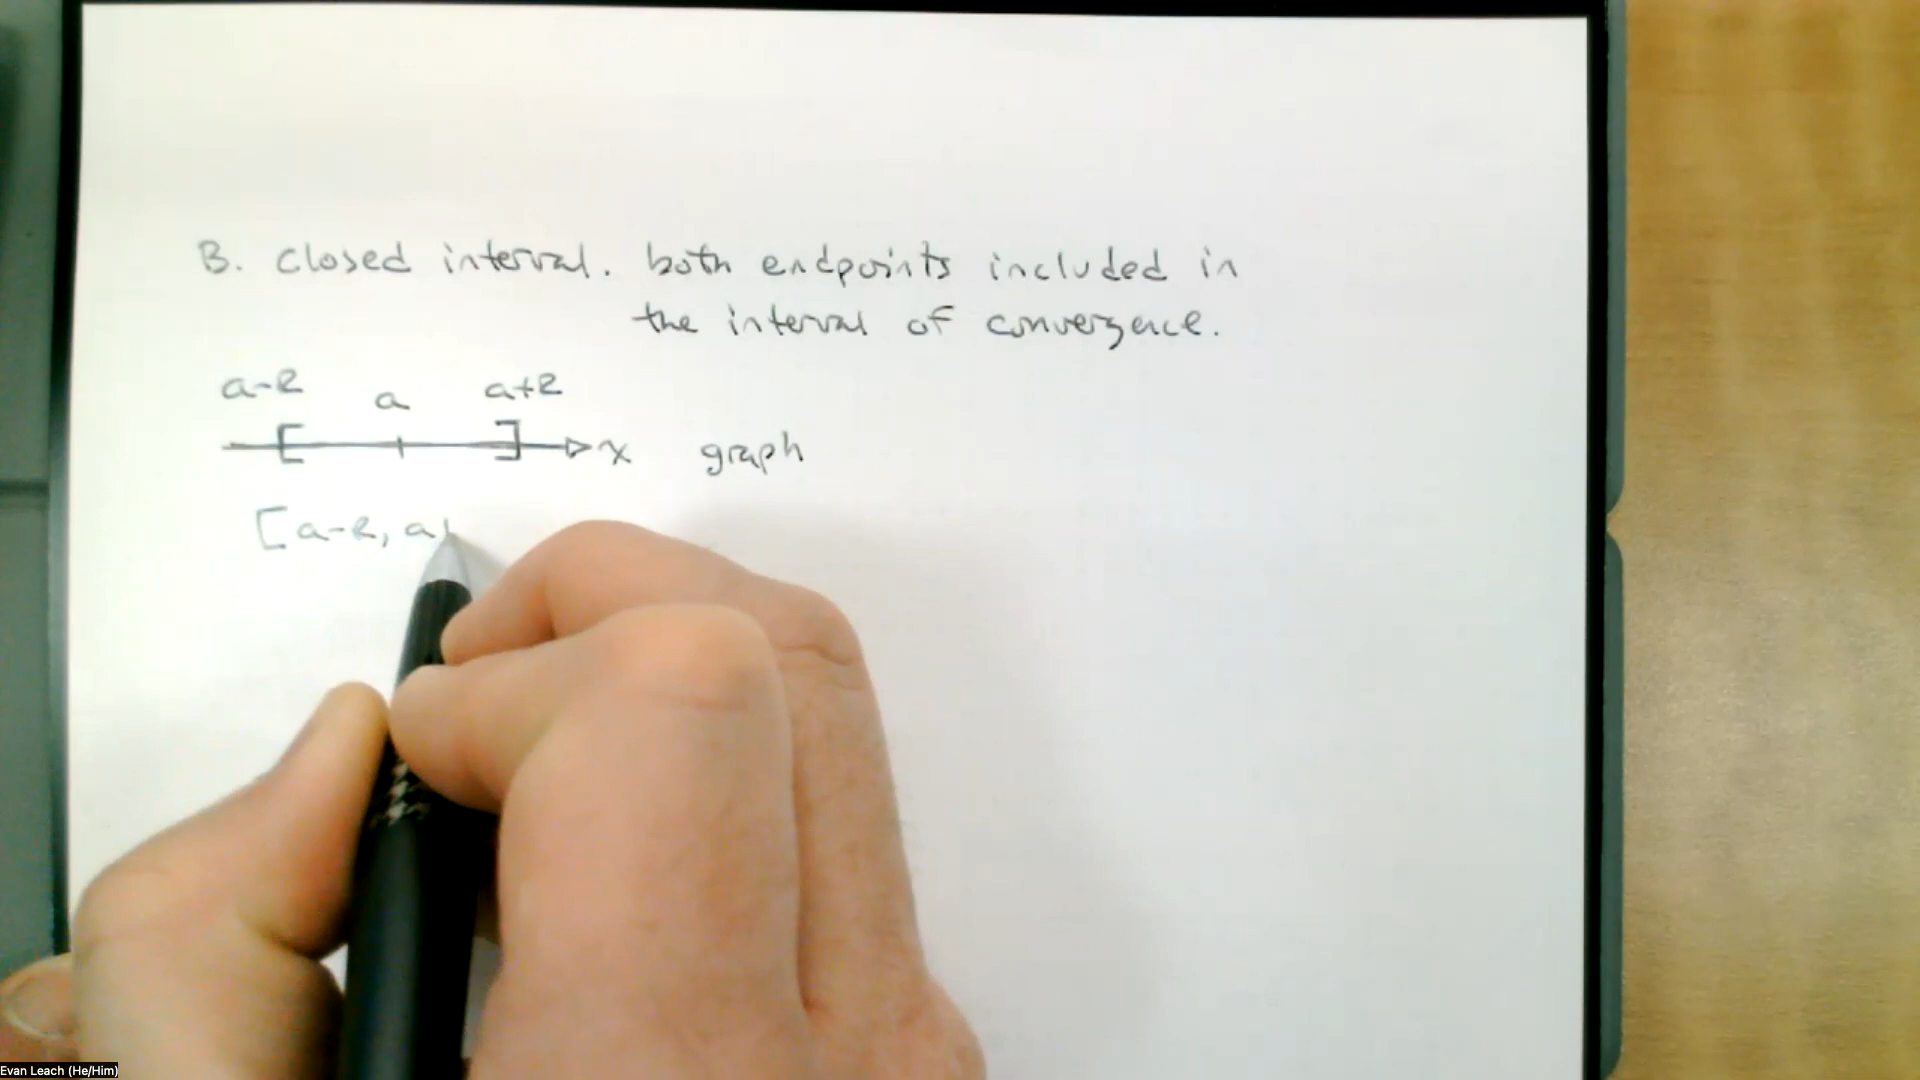 B. closed interval. both endpoints included in
the interval of convergence.
a-R a a+R
x graph
[a-R, a
Evan Leach (He/Him)